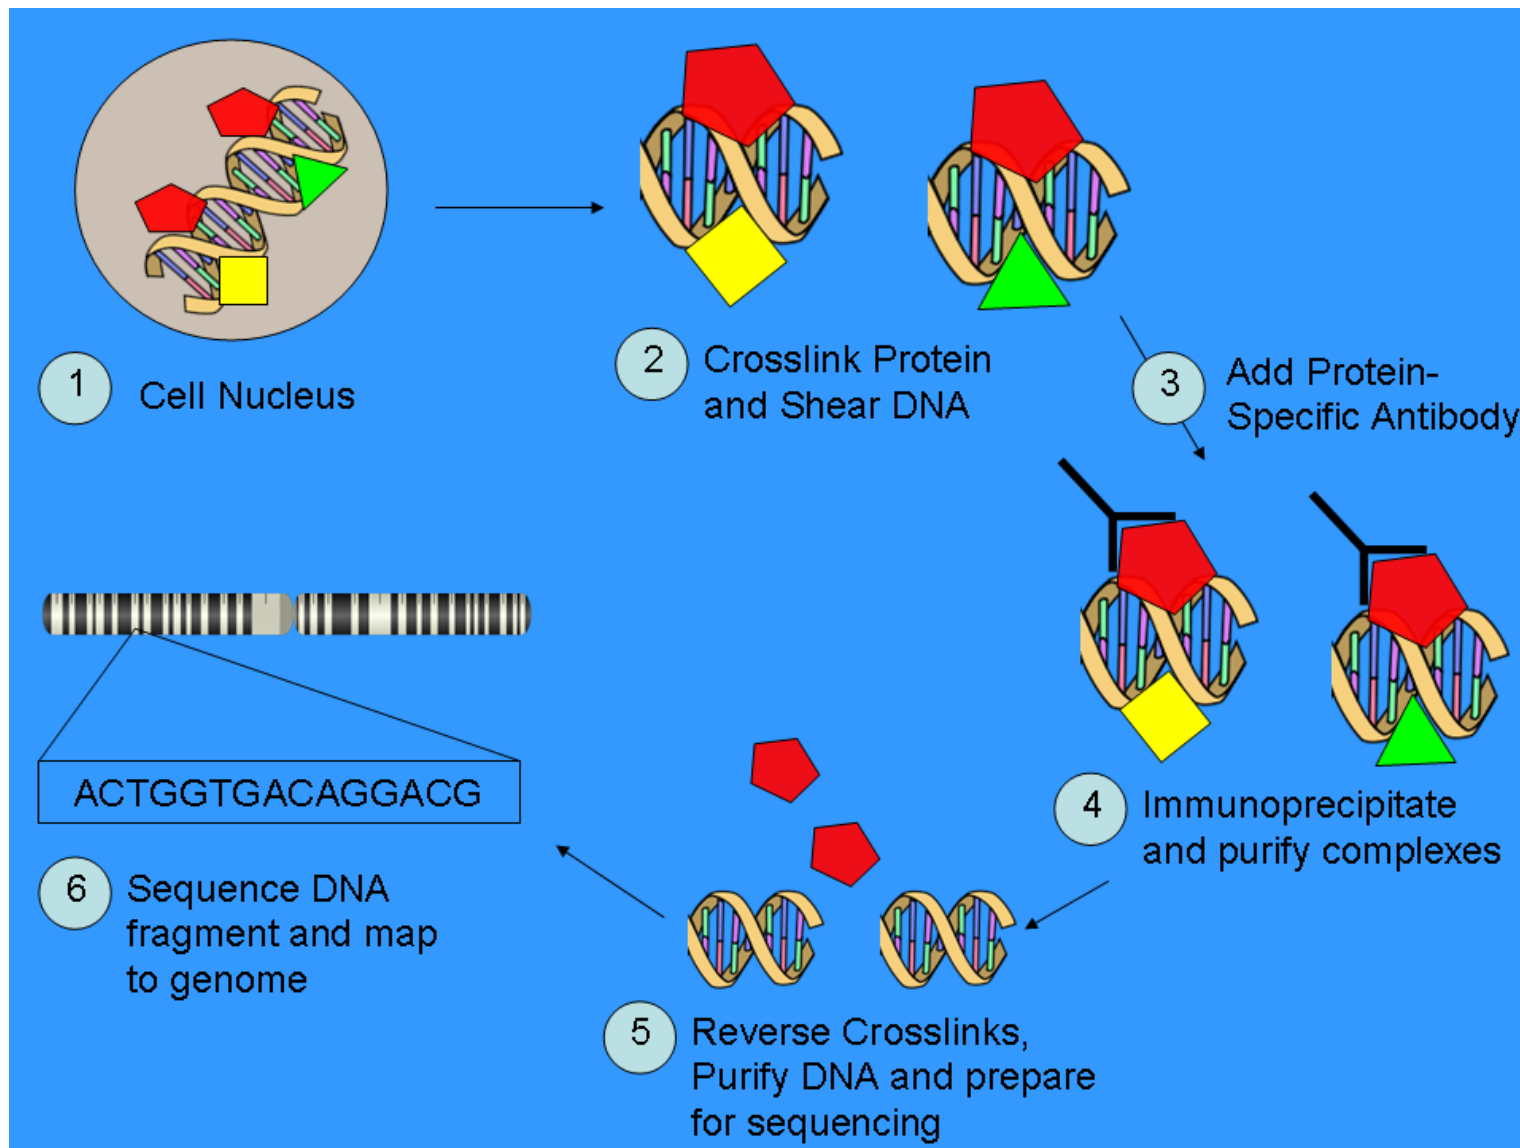 1
Cell Nucleus
2
Crosslink Protein
and Shear DNA
3
Add Protein-
Specific Antibody
4
Immunoprecipitate
and purify complexes
5
Reverse Crosslinks,
Purify DNA and prepare
for sequencing
ACTGGTGACAGGACG
6
Sequence DNA
fragment and map
to genome